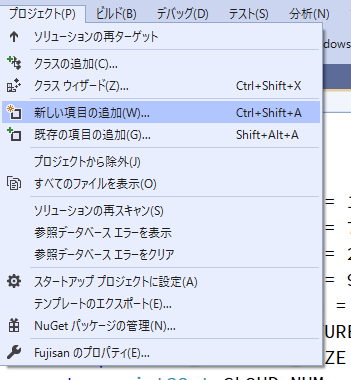 プロジェクト(P) ビルド(B) デバッグ(D) テスト(S) 分析(N)
ソリューションの再ターゲット
クラスの追加(C)...
クラス ウィザード(Z)... Ctrl+Shift+X
新しい項目の追加(W)... Ctrl+Shift+A
既存の項目の追加(G)... Shift+Alt+A
プロジェクトから除外(J)
すべてのファイルを表示(O)
ソリューションの再スキャン(S)
参照データベース エラーを表示
参照データベース エラーをクリア
スタートアップ プロジェクトに設定(A)
テンプレートのエクスポート(E)...
NuGet パッケージの管理(N)...
Fujisan のプロパティ(E)...